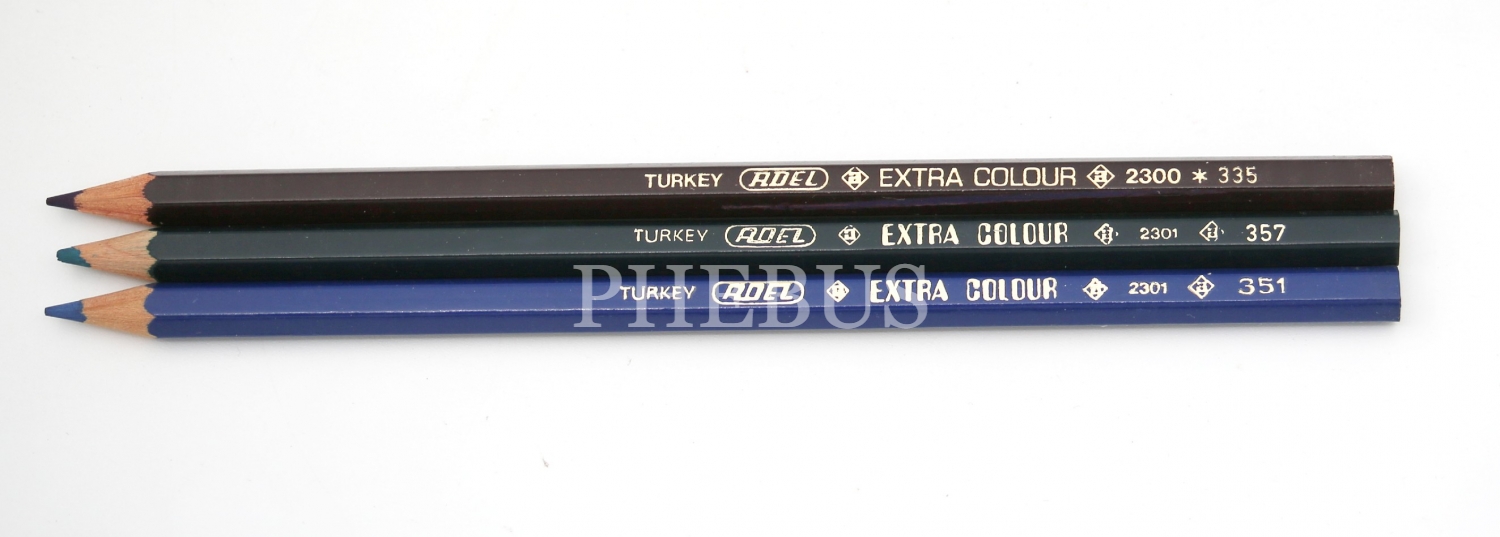 TURKEY ADEL a EXTRA COLOUR a 2300 * 335
TURKEY ADEL a EXTRA COLOUR a 2301 a 357
TURKEY ADEL a EXTRA COLOUR a 2301 a 351
PHEBUS